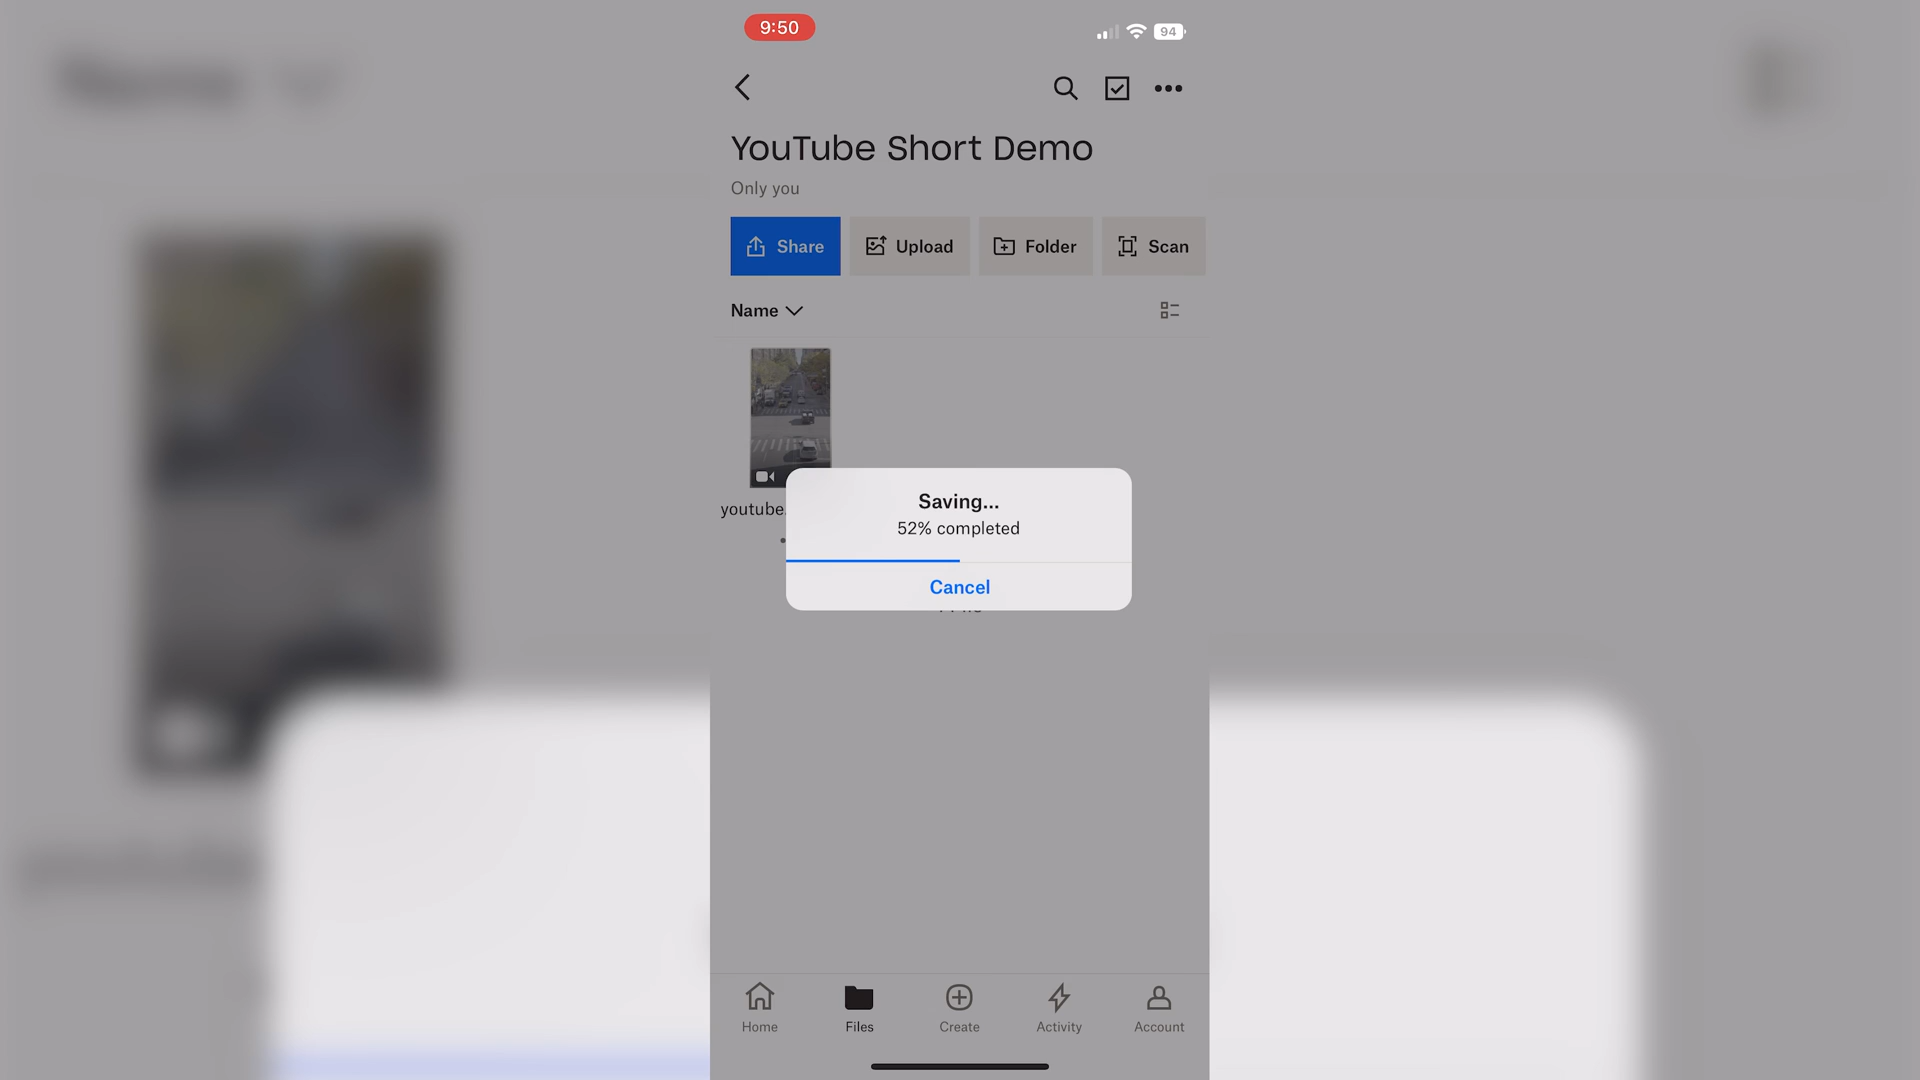 9:50
94
YouTube Short Demo
Only you
Share
Upload
Folder
Scan
Name
youtube
Saving...
52% completed
Cancel
Home
Files
Create
Activity
Account